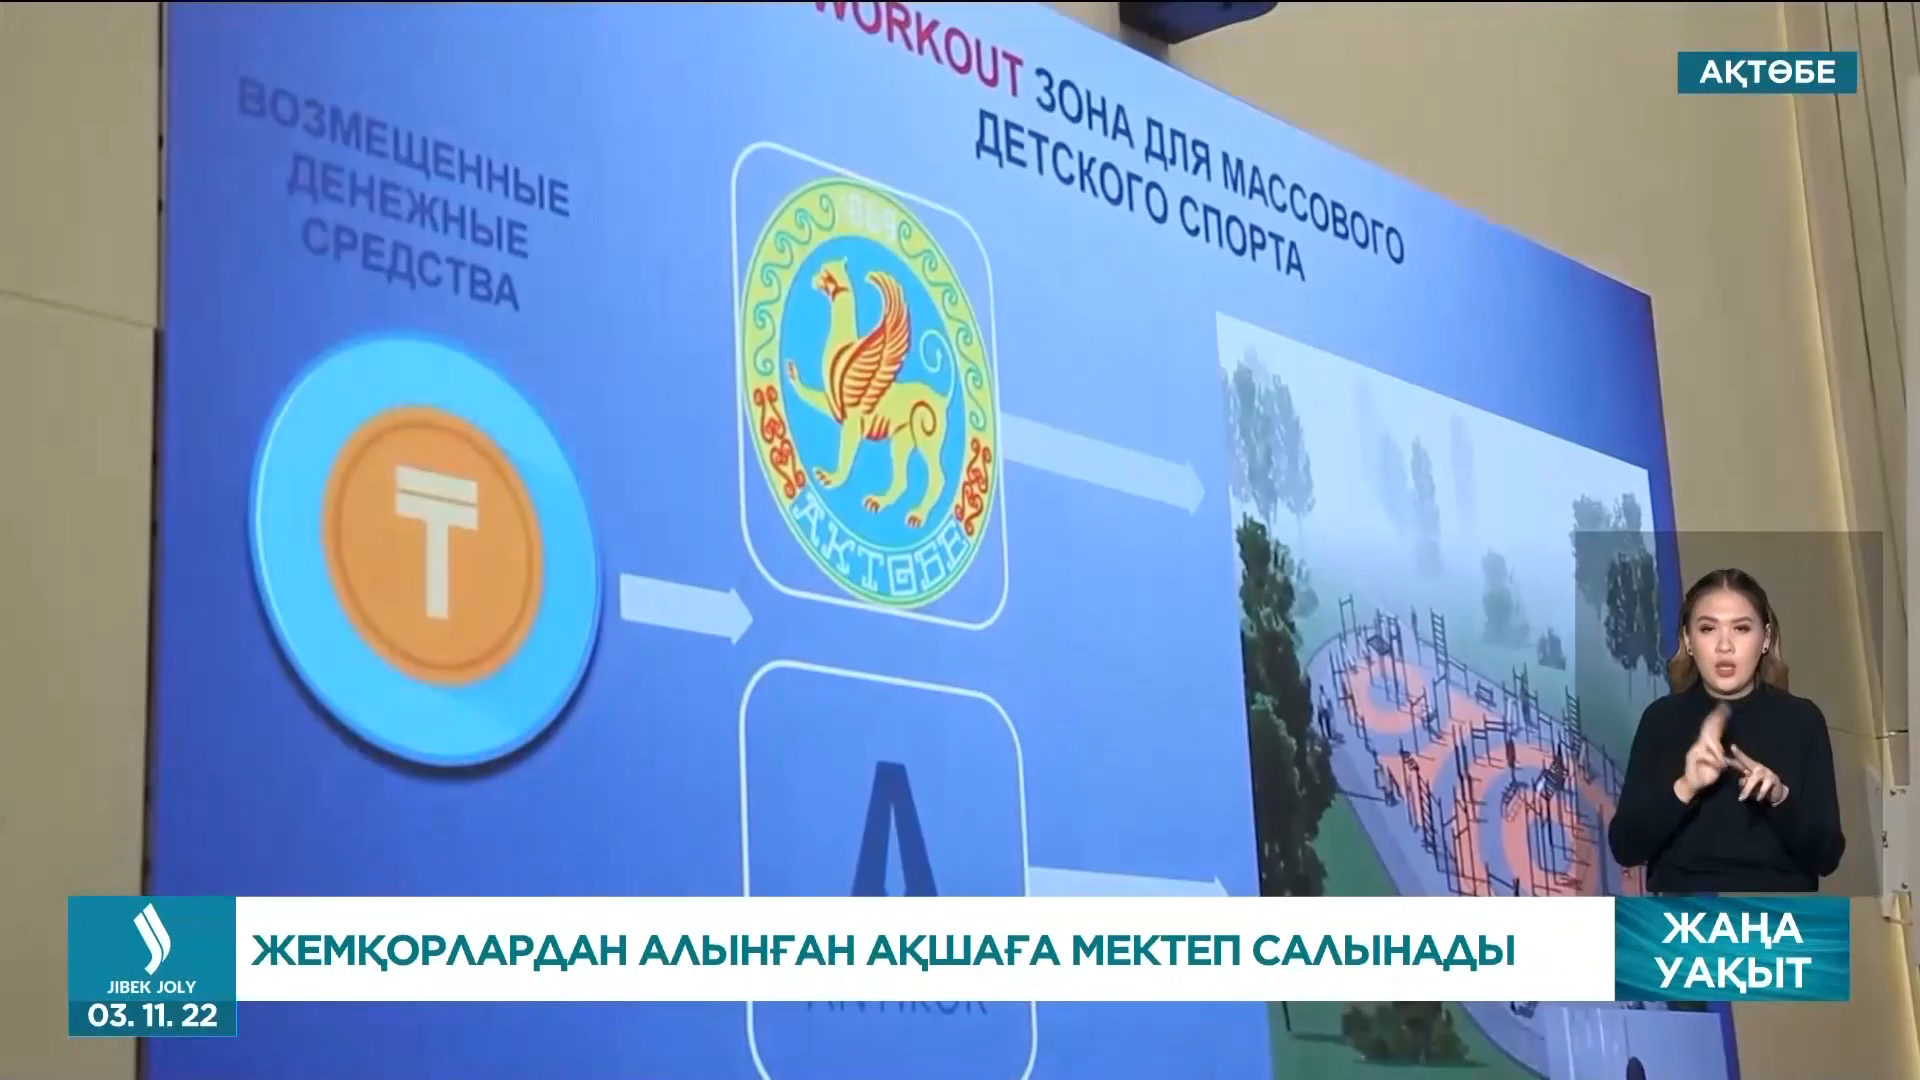 WORKOUT ЗОНА ДЛЯ МАССОВОГО
ДЕТСКОГО СПОРТА
ВОЗМЕЩЕННЫЕ
ДЕНЕЖНЫЕ
СРЕДСТВА
АҚТӨБЕ
869
АҚТӨБЕ
ЖЕМҚОРЛАРДАН АЛЫНҒАН АҚШАҒА МЕКТЕП САЛЫНАДЫ
JIBEK JOLY
03. 11. 22
ЖАҢА
УАҚЫТ